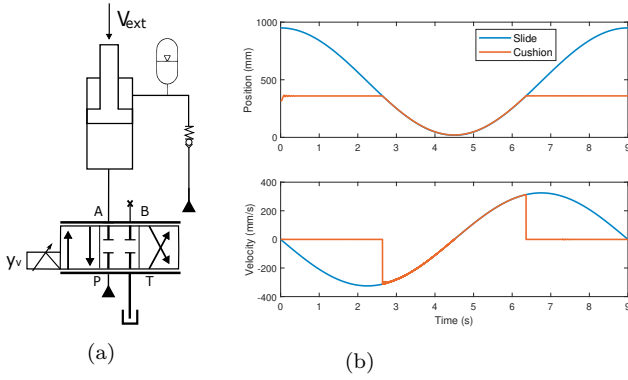 V_ext
A
B
y_v
P
T
(a)
1000
500
0
Position (mm)
Slide
Cushion
0 1 2 3 4 5 6 7 8 9
400
200
0
-200
-400
Velocity (mm/s)
0 1 2 3 4 5 6 7 8 9
Time (s)
(b)